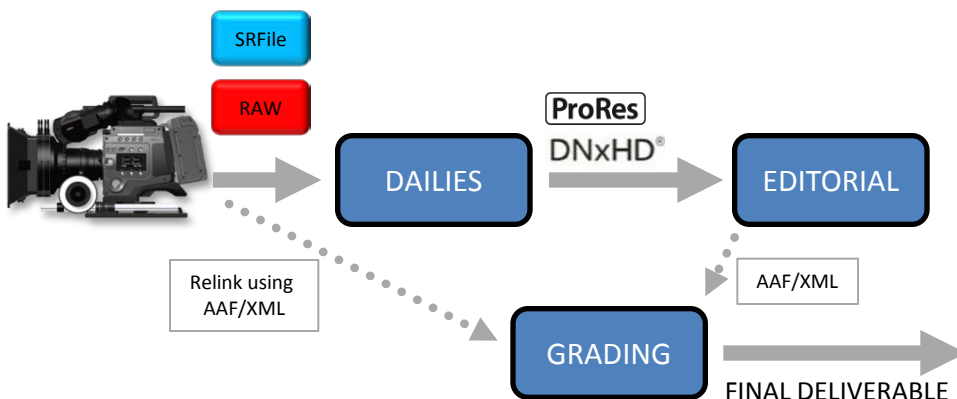 SRFile
RAW
ProRes
DNxHD®
DAILIES
EDITORIAL
Relink using
AAF/XML
AAF/XML
GRADING
FINAL DELIVERABLE